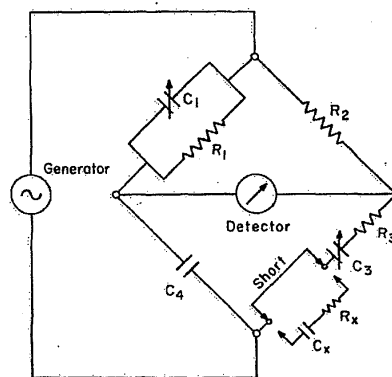 C1
R1
R2
Generator
Detector
R3
C3
Short
C4
Rx
Cx